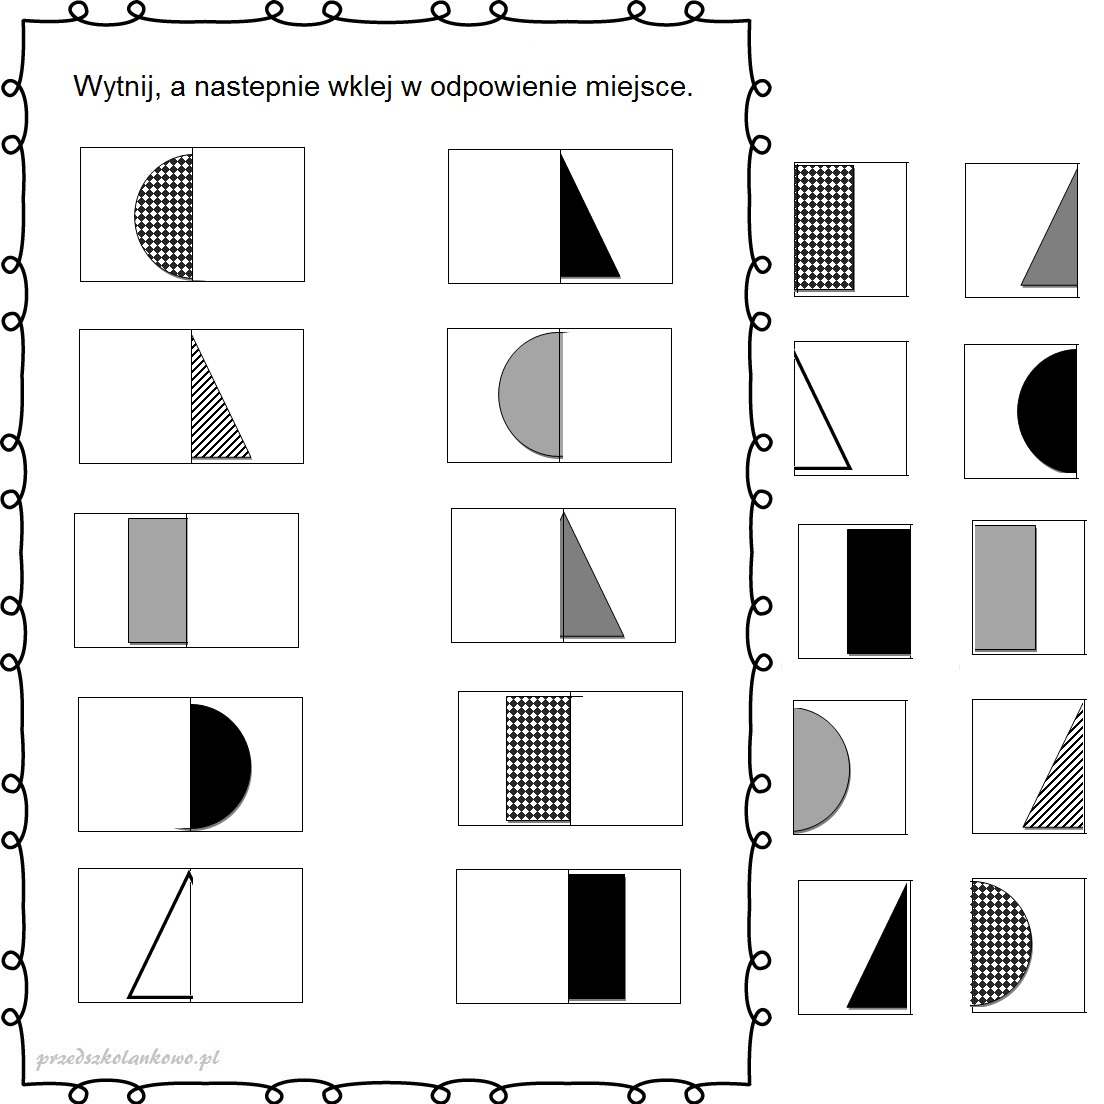 Wytnij, a nastepnie wklej w odpowienie miejsce.
przedszkolankowo.pl